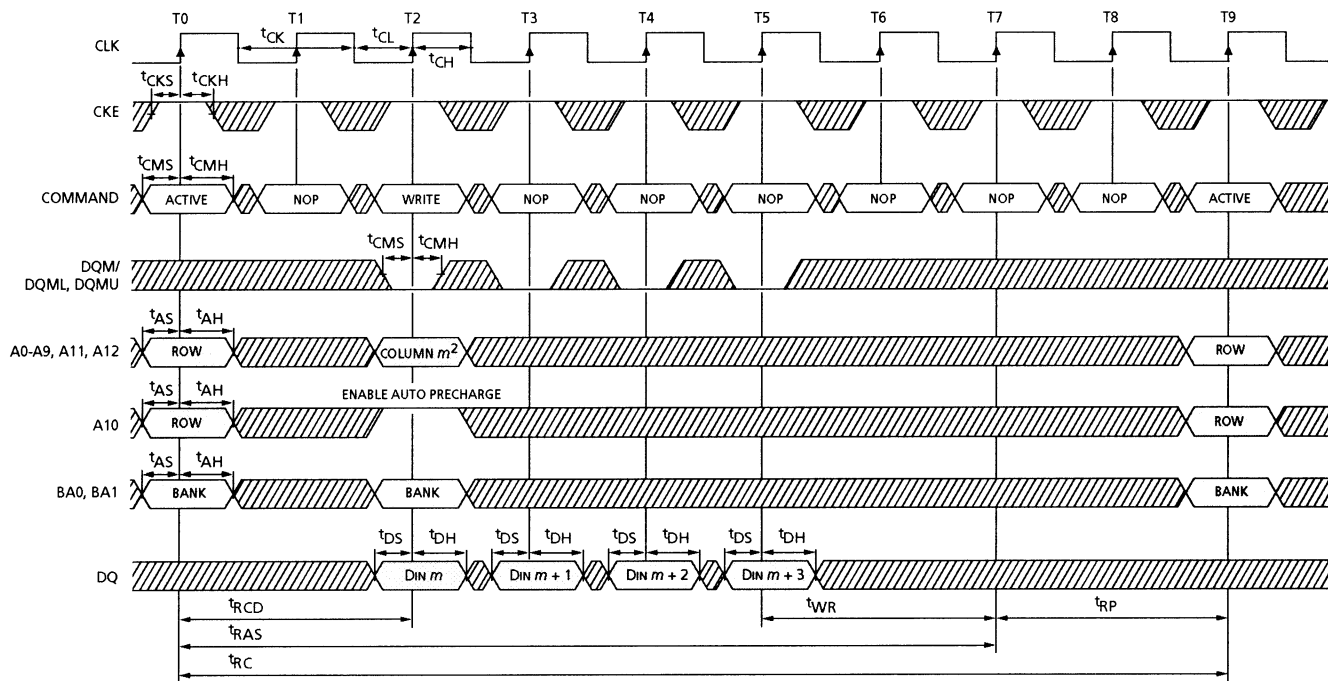 T0 T1 T2 T3 T4 T5 T6 T7 T8 T9
CLK
tCK tCL tCH
tCKS tCKH
CKE
tCMS tCMH
COMMAND ACTIVE NOP WRITE NOP NOP NOP NOP NOP NOP ACTIVE
tCMS tCMH
DQM/
DQML, DQMU
tAS tAH
A0-A9, A11, A12 ROW COLUMN m2 ROW
ENABLE AUTO PRECHARGE
tAS tAH
A10 ROW ROW
tAS tAH
BA0, BA1 BANK BANK BANK
tDS tDH tDS tDH tDS tDH tDS tDH
DQ DIN m DIN m + 1 DIN m + 2 DIN m + 3
tRCD tWR tRP
tRAS
tRC